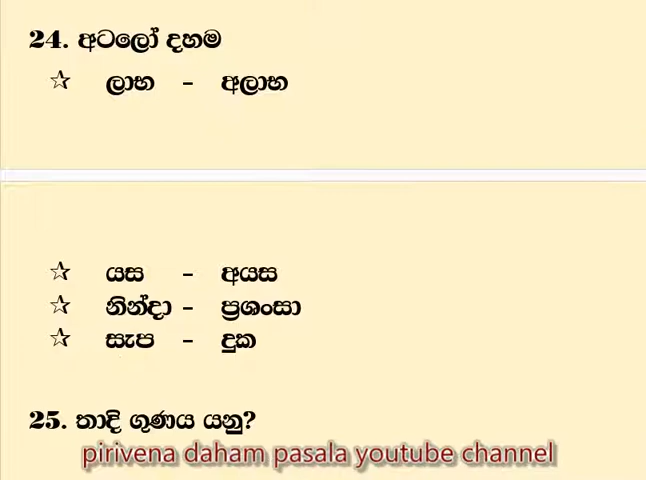 24. අටලෝ දහම
☆ ලාභ - අලාභ
☆ යස - අයස
☆ නින්දා - ප්‍රශංසා
☆ සැප - දුක
25. තාදි ගුණය යනු?
pirivena daham pasala youtube channel